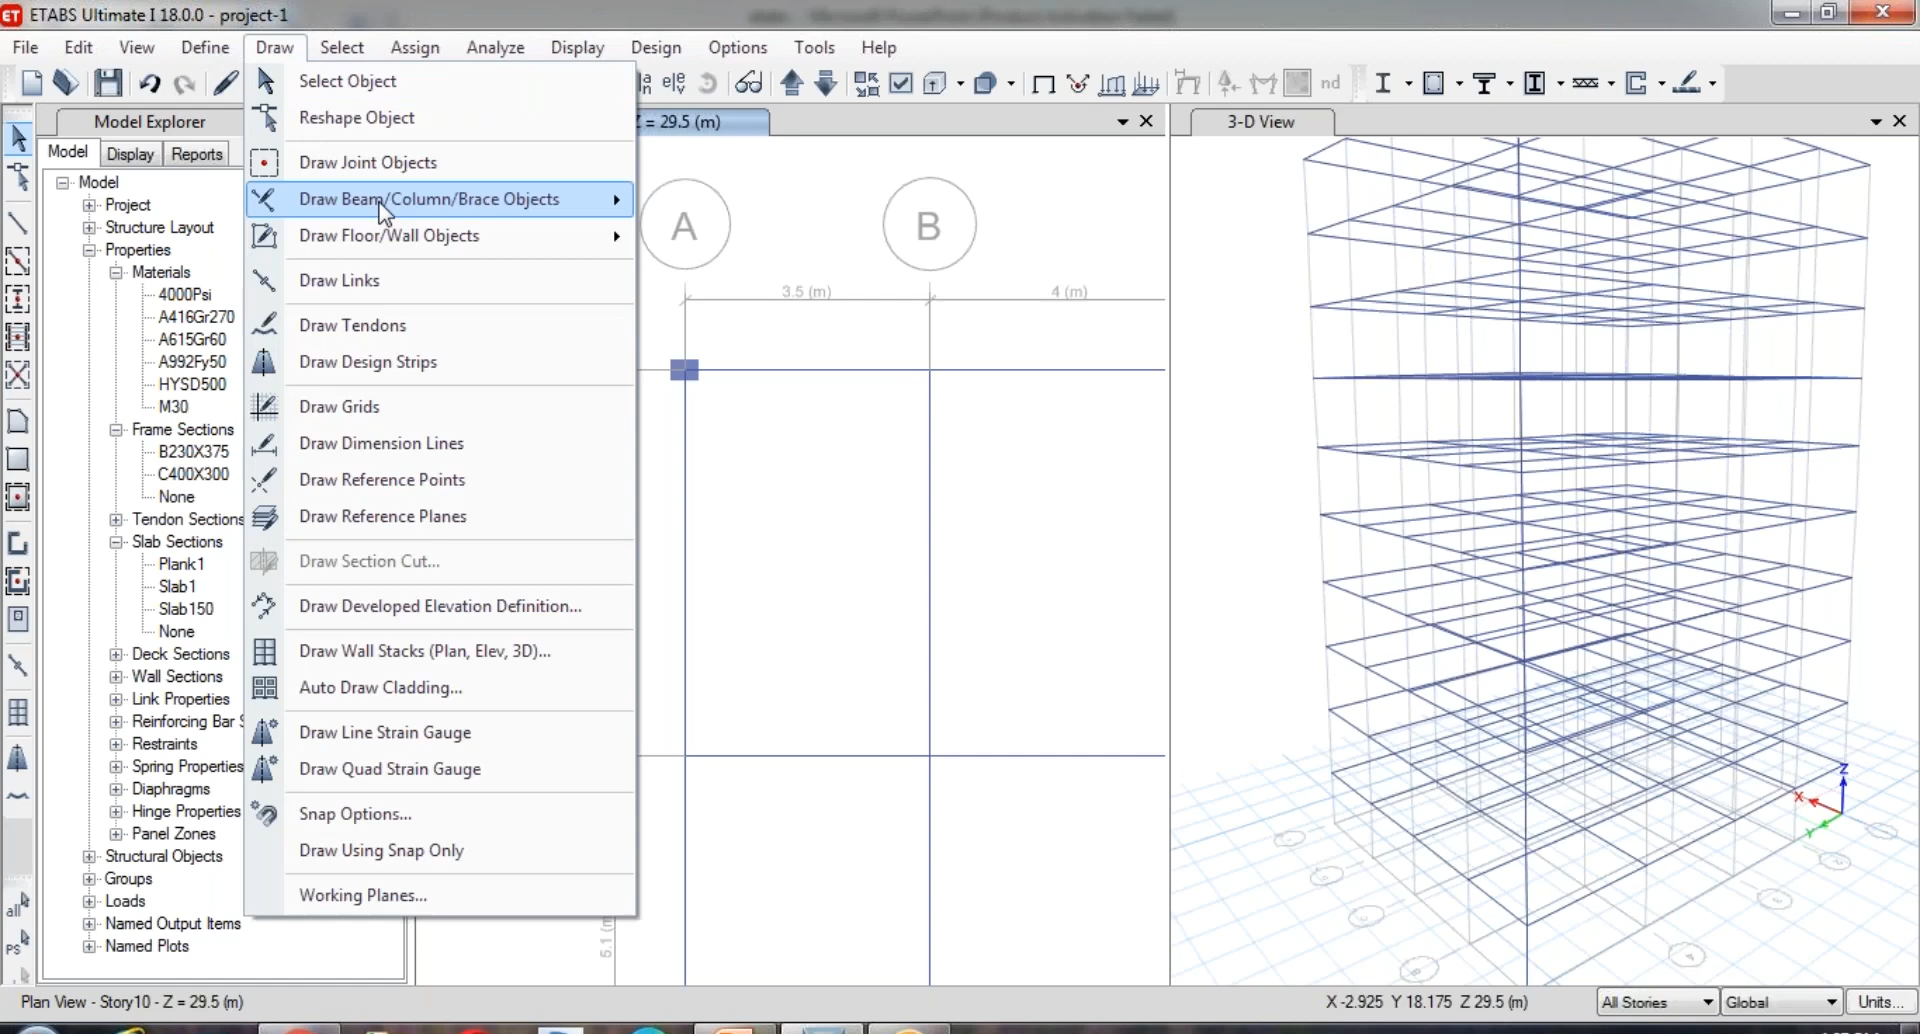 ETABS Ultimate I 18.0.0 - project-1
File Edit View Define Draw Select Assign Analyze Display Design Options Tools Help
nd
Model Explorer
Model Display Reports
Model
Project
Structure Layout
Properties
Materials
4000Psi
A416Gr270
A615Gr60
A992Fy50
HYSD500
M30
Frame Sections
B230X375
C400X300
None
Tendon Sections
Slab Sections
Plank1
Slab1
Slab150
None
Deck Sections
Wall Sections
Link Properties
Reinforcing Bar S
Restraints
Spring Properties
Diaphragms
Hinge Properties
Panel Zones
Structural Objects
Groups
Loads
Named Output Items
Named Plots
all
PS
Select Object
Reshape Object
Draw Joint Objects
Draw Beam/Column/Brace Objects
Draw Floor/Wall Objects
Draw Links
Draw Tendons
Draw Design Strips
Draw Grids
Draw Dimension Lines
Draw Reference Points
Draw Reference Planes
Draw Section Cut...
Draw Developed Elevation Definition...
Draw Wall Stacks (Plan, Elev, 3D)...
Auto Draw Cladding...
Draw Line Strain Gauge
Draw Quad Strain Gauge
Snap Options...
Draw Using Snap Only
Working Planes...
Z = 29.5 (m)
A B
3.5 (m) 4 (m)
5.1 (m
3-D View
Z
X
Y
Plan View - Story10 - Z = 29.5 (m)
X -2.925 Y 18.175 Z 29.5 (m)
All Stories Global Units...